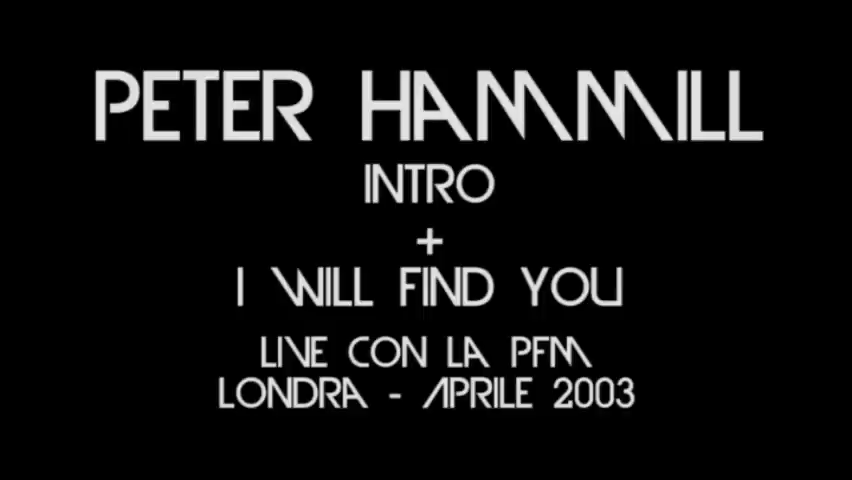 PETER HAMMILL
INTRO
+
I WILL FIND YOU
LIVE CON LA PFM
LONDRA - APRILE 2003